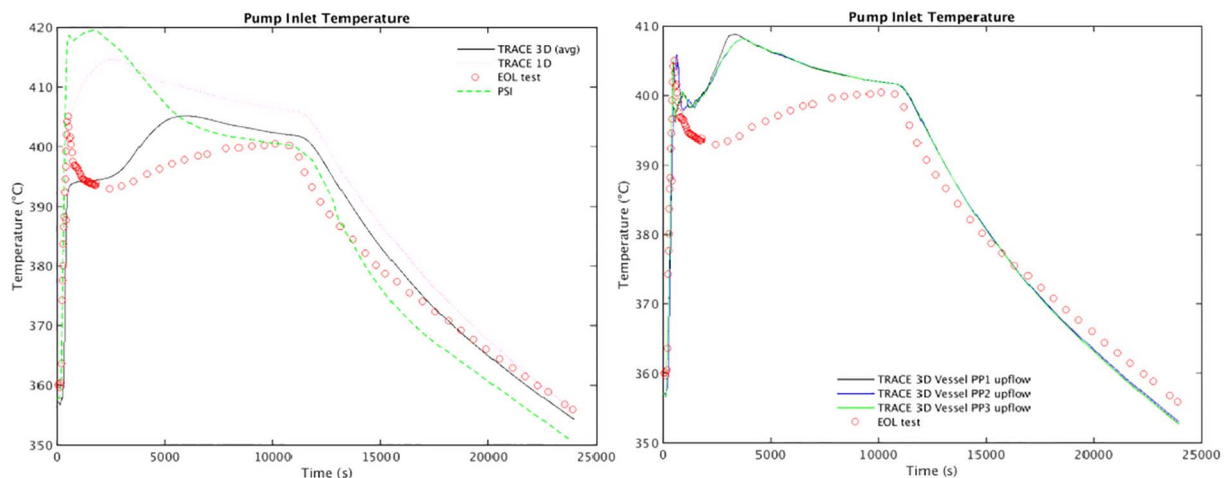 Pump Inlet Temperature
420
410
400
390
380
370
360
350
Temperature (°C)
TRACE 3D (avg)
TRACE 1D
EOL test
PSI
0
5000
10000
15000
20000
25000
Time (s)
Pump Inlet Temperature
410
400
390
380
370
360
350
Temperature (°C)
TRACE 3D Vessel PP1 upflow
TRACE 3D Vessel PP2 upflow
TRACE 3D Vessel PP3 upflow
EOL test
0
5000
10000
15000
20000
25000
Time (s)